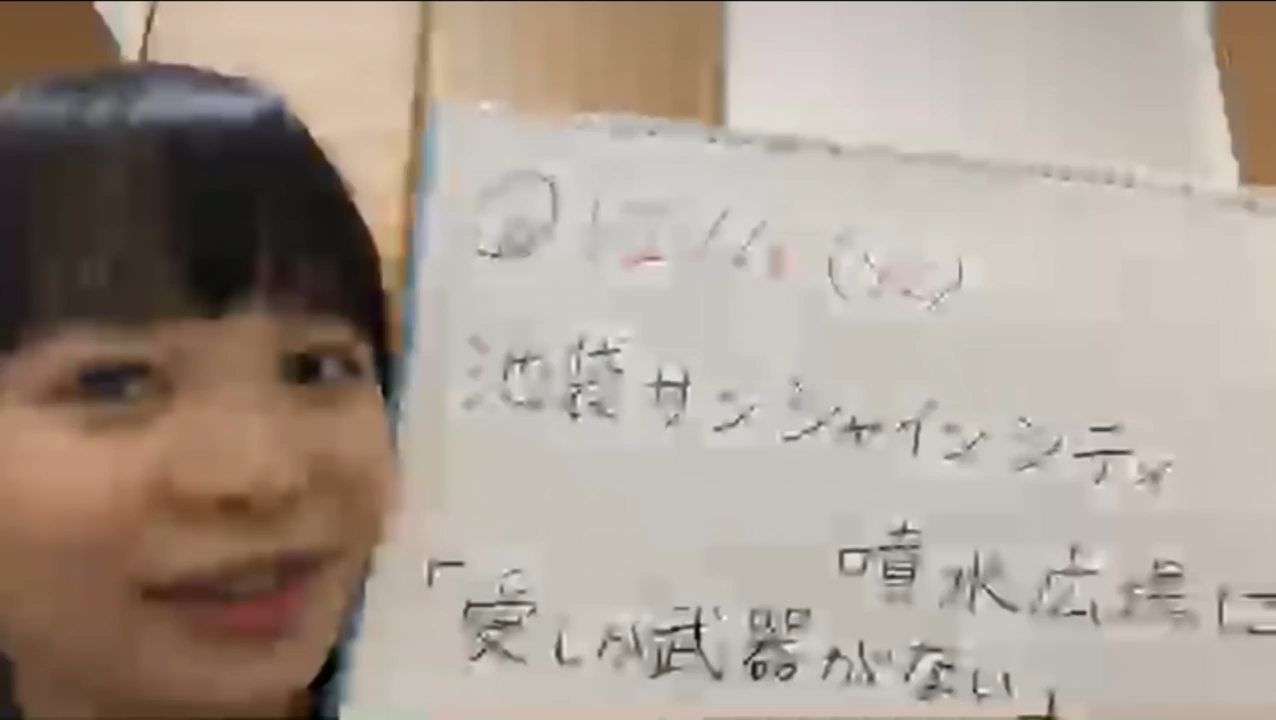 池袋サンシャインシティ
噴水広場に
「愛しか武器がない」